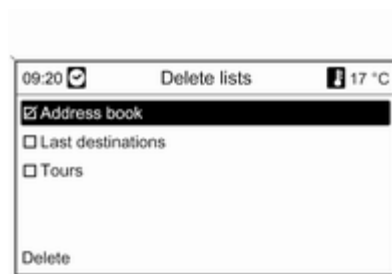 09:20 Delete lists 17 °C
Address book
Last destinations
Tours
Delete